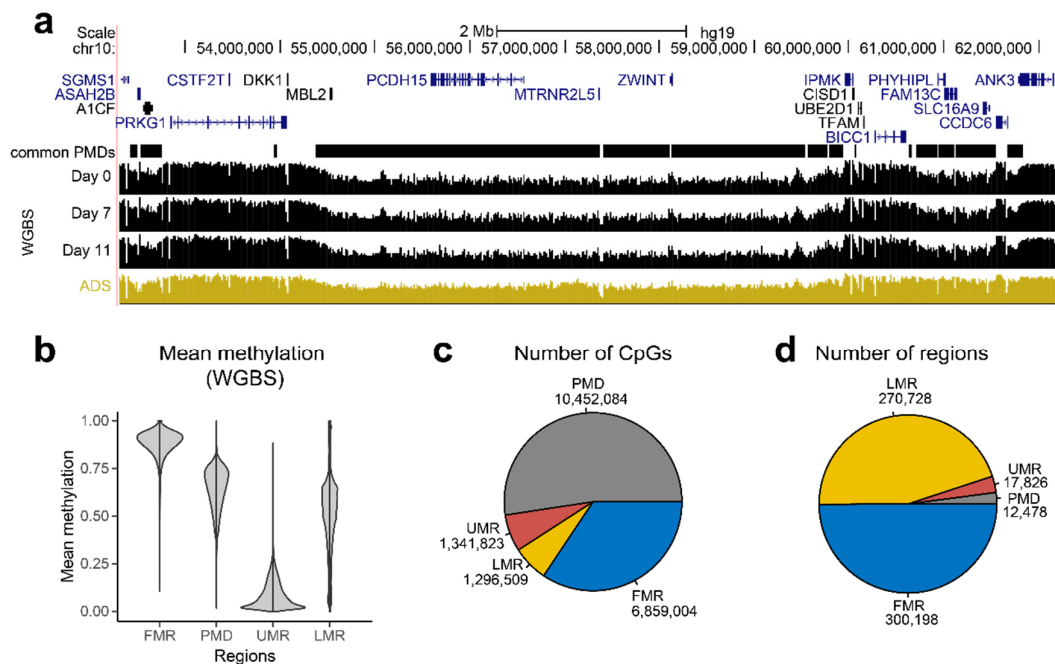 a
Scale 2 Mb hg19
chr10: 54,000,000 55,000,000 56,000,000 57,000,000 58,000,000 59,000,000 60,000,000 61,000,000 62,000,000
SGMS1 CSTF2T DKK1 PCDH15 ZWINT IPMK PHYHIPL ANK3
ASAH2B MBL2 MTRNR2L5 CISD1 FAM13C
A1CF UBE2D1 SLC16A9
PRKG1 TFAM CCDC6
BICC1
common PMDs
Day 0
Day 7
Day 11
ADS
WGBS
b
Mean methylation
(WGBS)
Mean methylation
1.00
0.75
0.50
0.25
0.00
FMR PMD UMR LMR
Regions
c
Number of CpGs
PMD
10,452,084
UMR
1,341,823
LMR
1,296,509
FMR
6,859,004
d
Number of regions
LMR
270,728
UMR
17,826
PMD
12,478
FMR
300,198